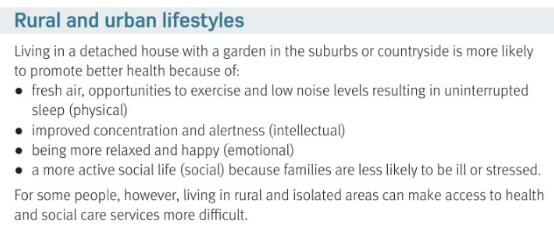 Rural and urban lifestyles
Living in a detached house with a garden in the suburbs or countryside is more likely
to promote better health because of:
● fresh air, opportunities to exercise and low noise levels resulting in uninterrupted
sleep (physical)
● improved concentration and alertness (intellectual)
● being more relaxed and happy (emotional)
● a more active social life (social) because families are less likely to be ill or stressed.
For some people, however, living in rural and isolated areas can make access to health
and social care services more difficult.